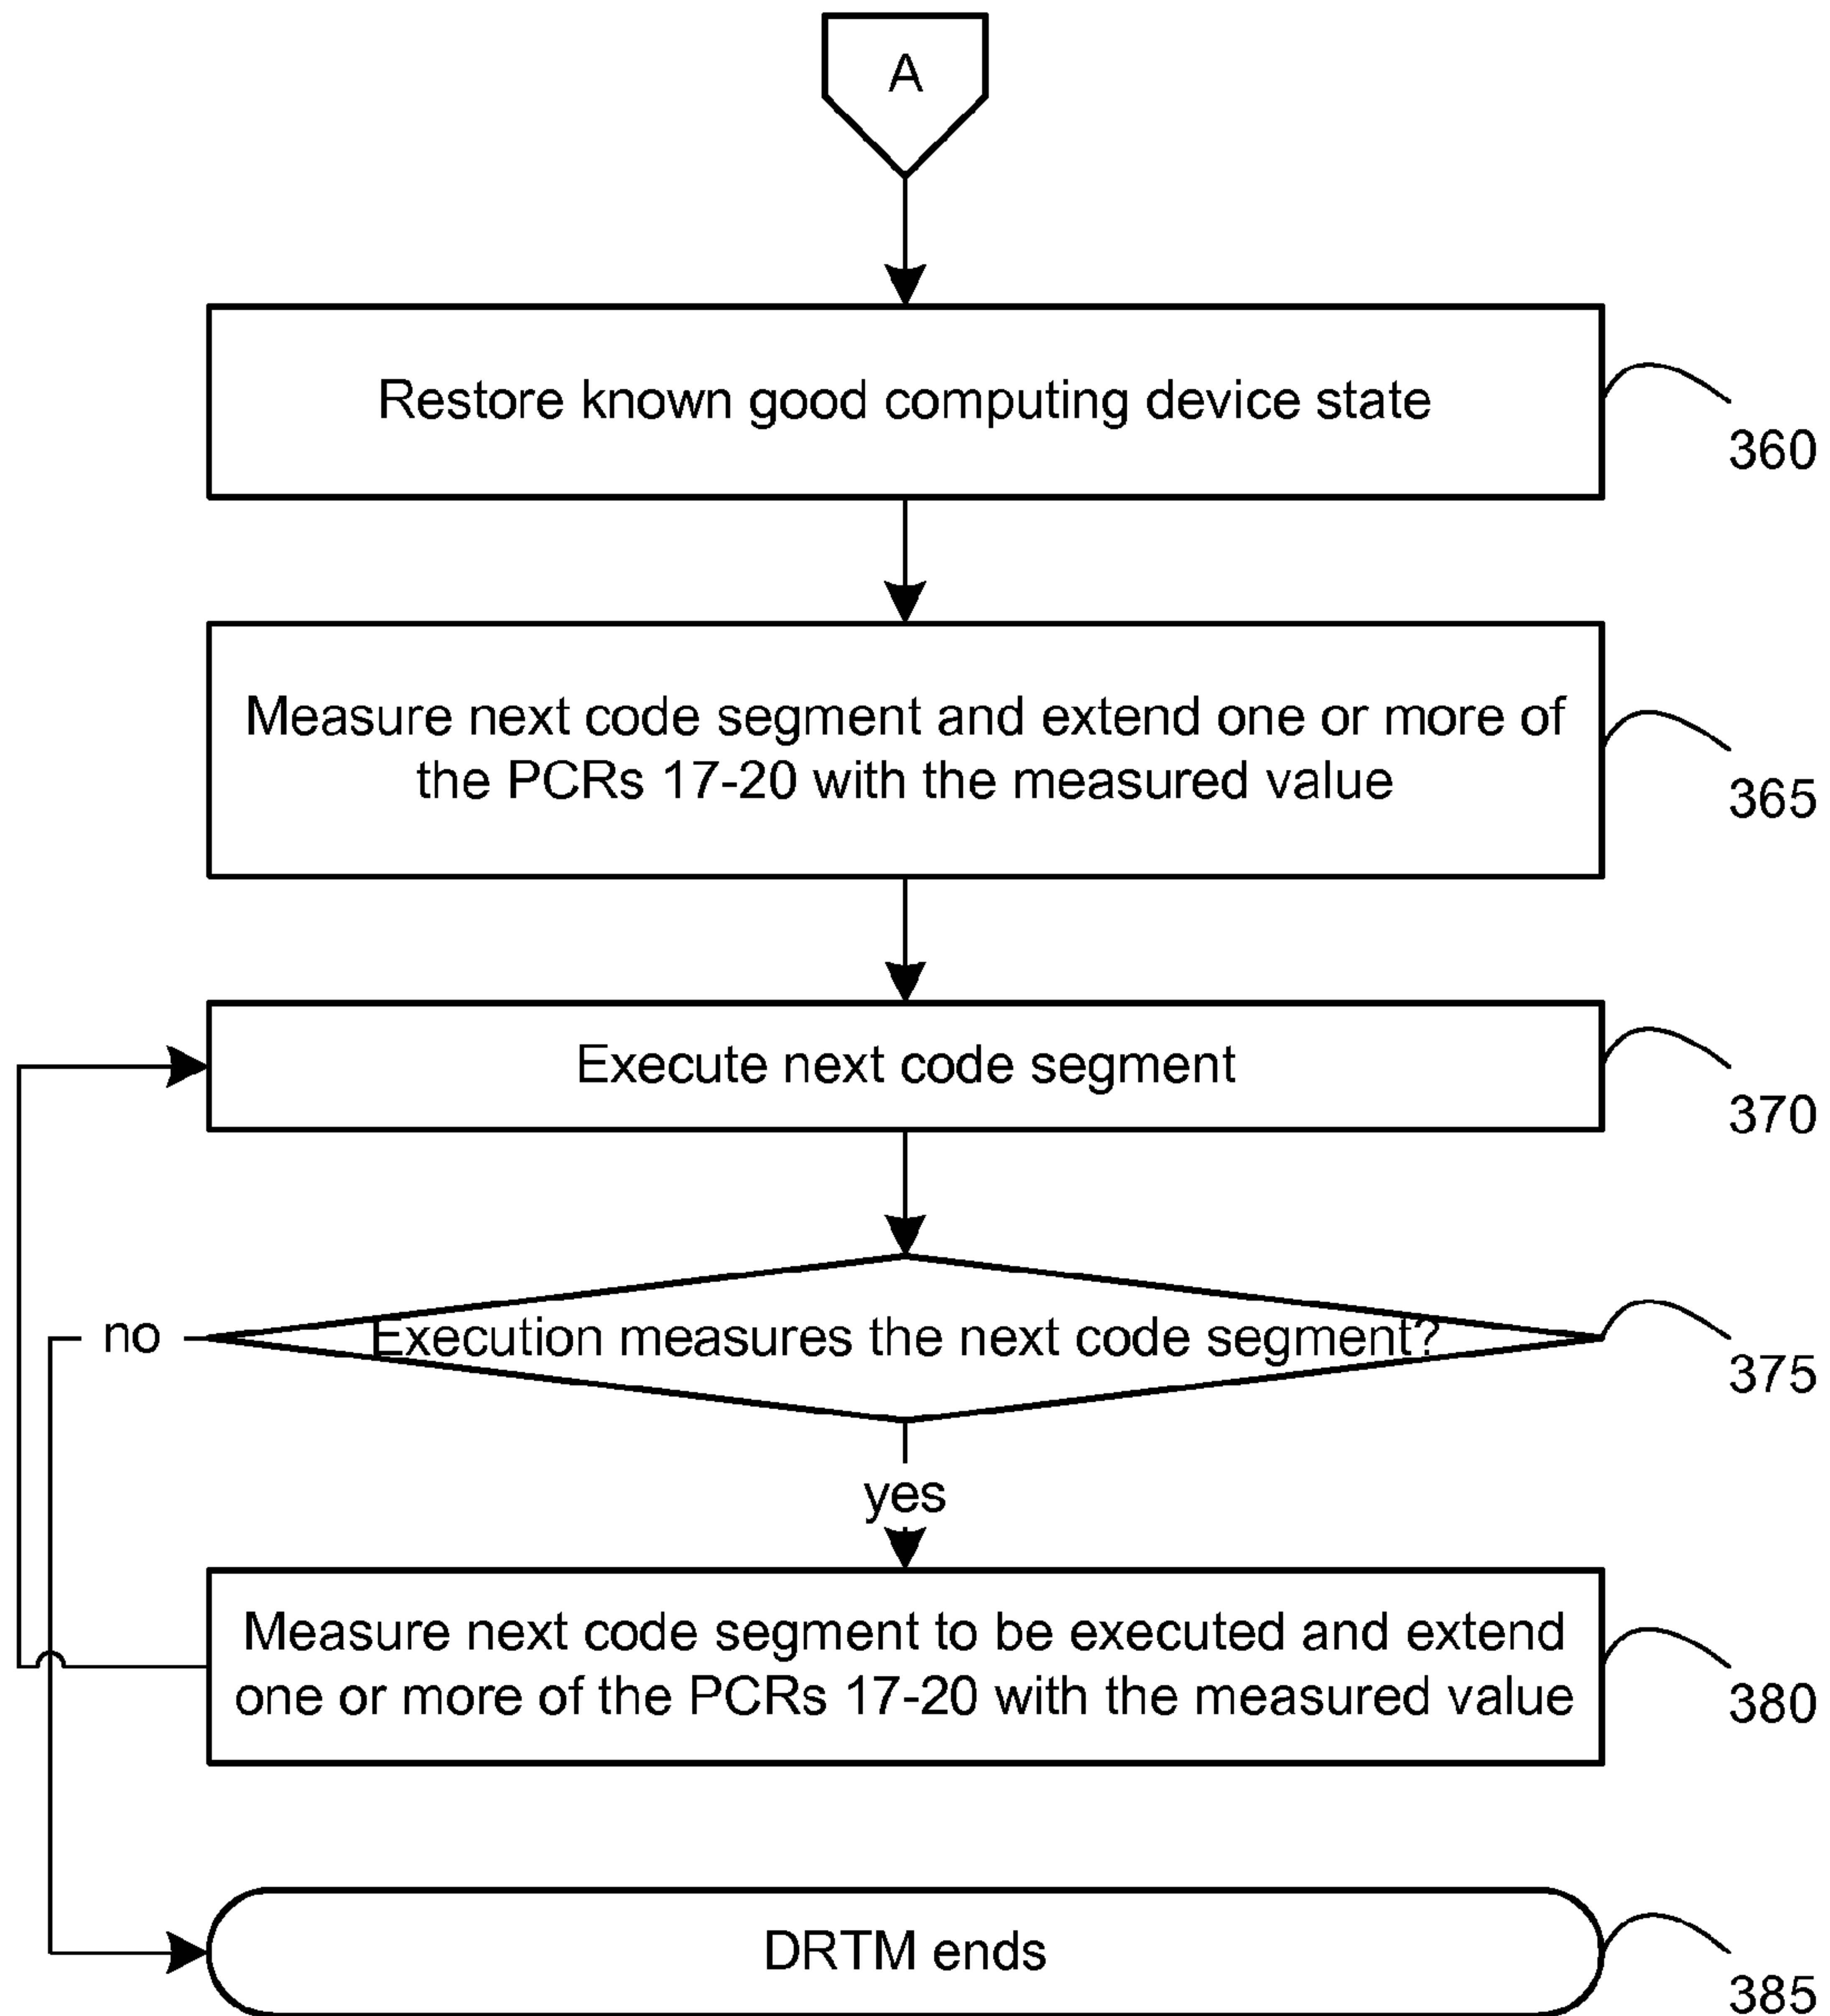 A
Restore known good computing device state
360
Measure next code segment and extend one or more of
the PCRs 17-20 with the measured value
365
Execute next code segment
370
no
Execution measures the next code segment?
375
yes
Measure next code segment to be executed and extend
one or more of the PCRs 17-20 with the measured value
380
DRTM ends
385